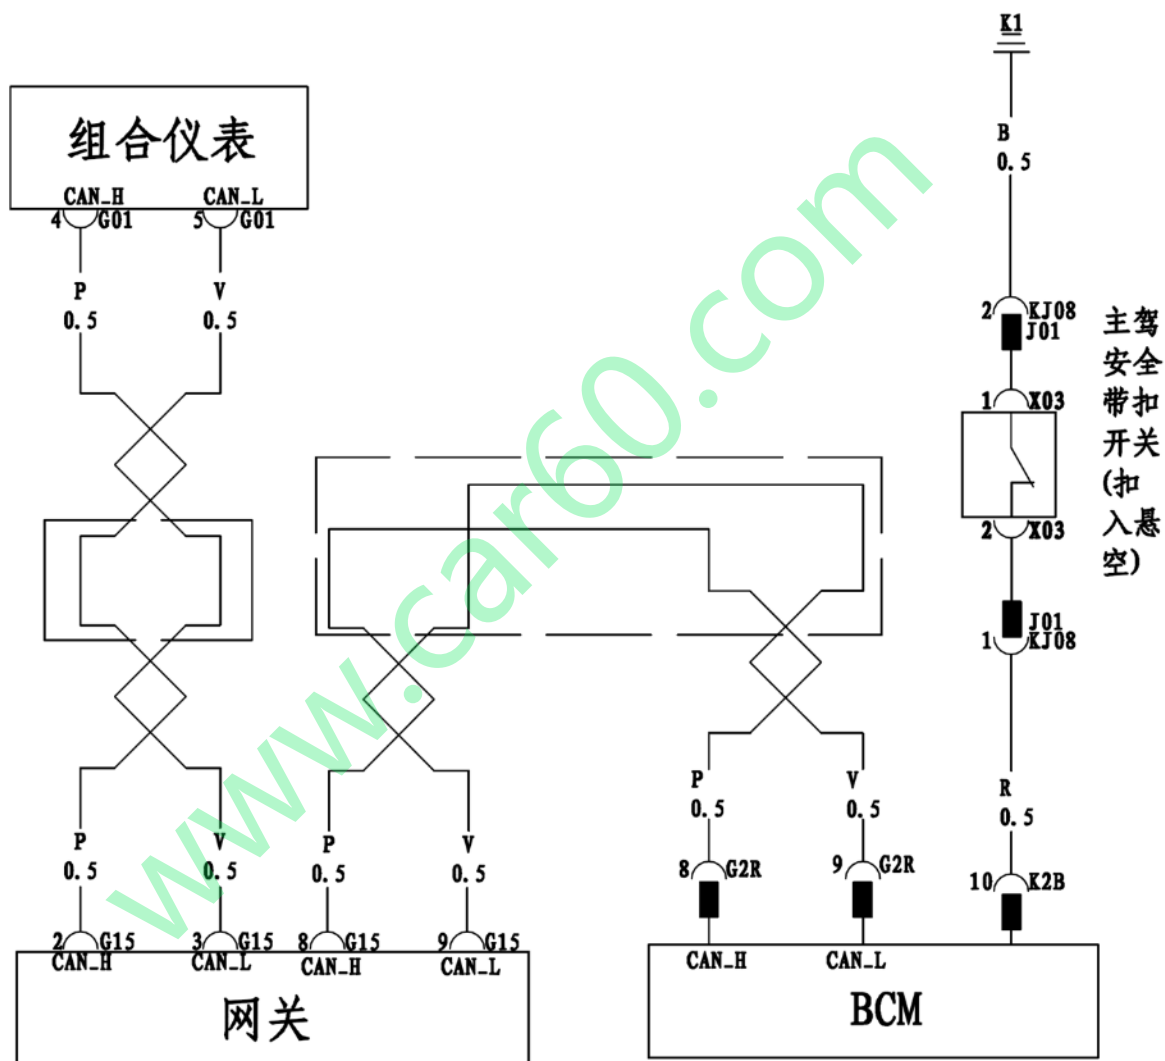 K1
组合仪表
CAN_H CAN_L
4 G01 5 G01
B
0.5
P V
0.5 0.5
2 KJ08
J01
主驾
安全
带扣
开关
(扣
入悬
空)
1 X03
2 X03
J01
1 KJ08
P V R
0.5 0.5 0.5
P V P V
0.5 0.5 0.5 0.5
8 G2R 9 G2R 10 K2B
2 G15 3 G15 8 G15 9 G15
CAN_H CAN_L CAN_H CAN_L
CAN_H CAN_L
网关
BCM
www.car60.com